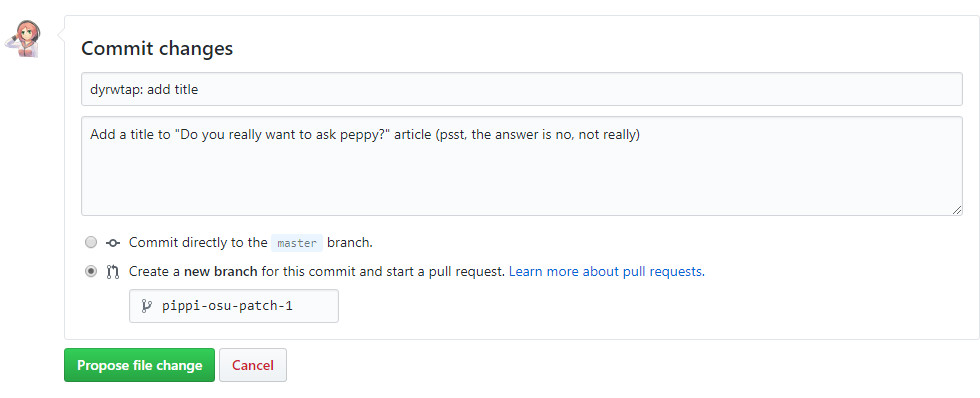 Commit changes
dyrwtap: add title
Add a title to "Do you really want to ask peppy?" article (psst, the answer is no, not really)
Commit directly to the master branch.
Create a new branch for this commit and start a pull request. Learn more about pull requests.
pippi-osu-patch-1
Propose file change Cancel